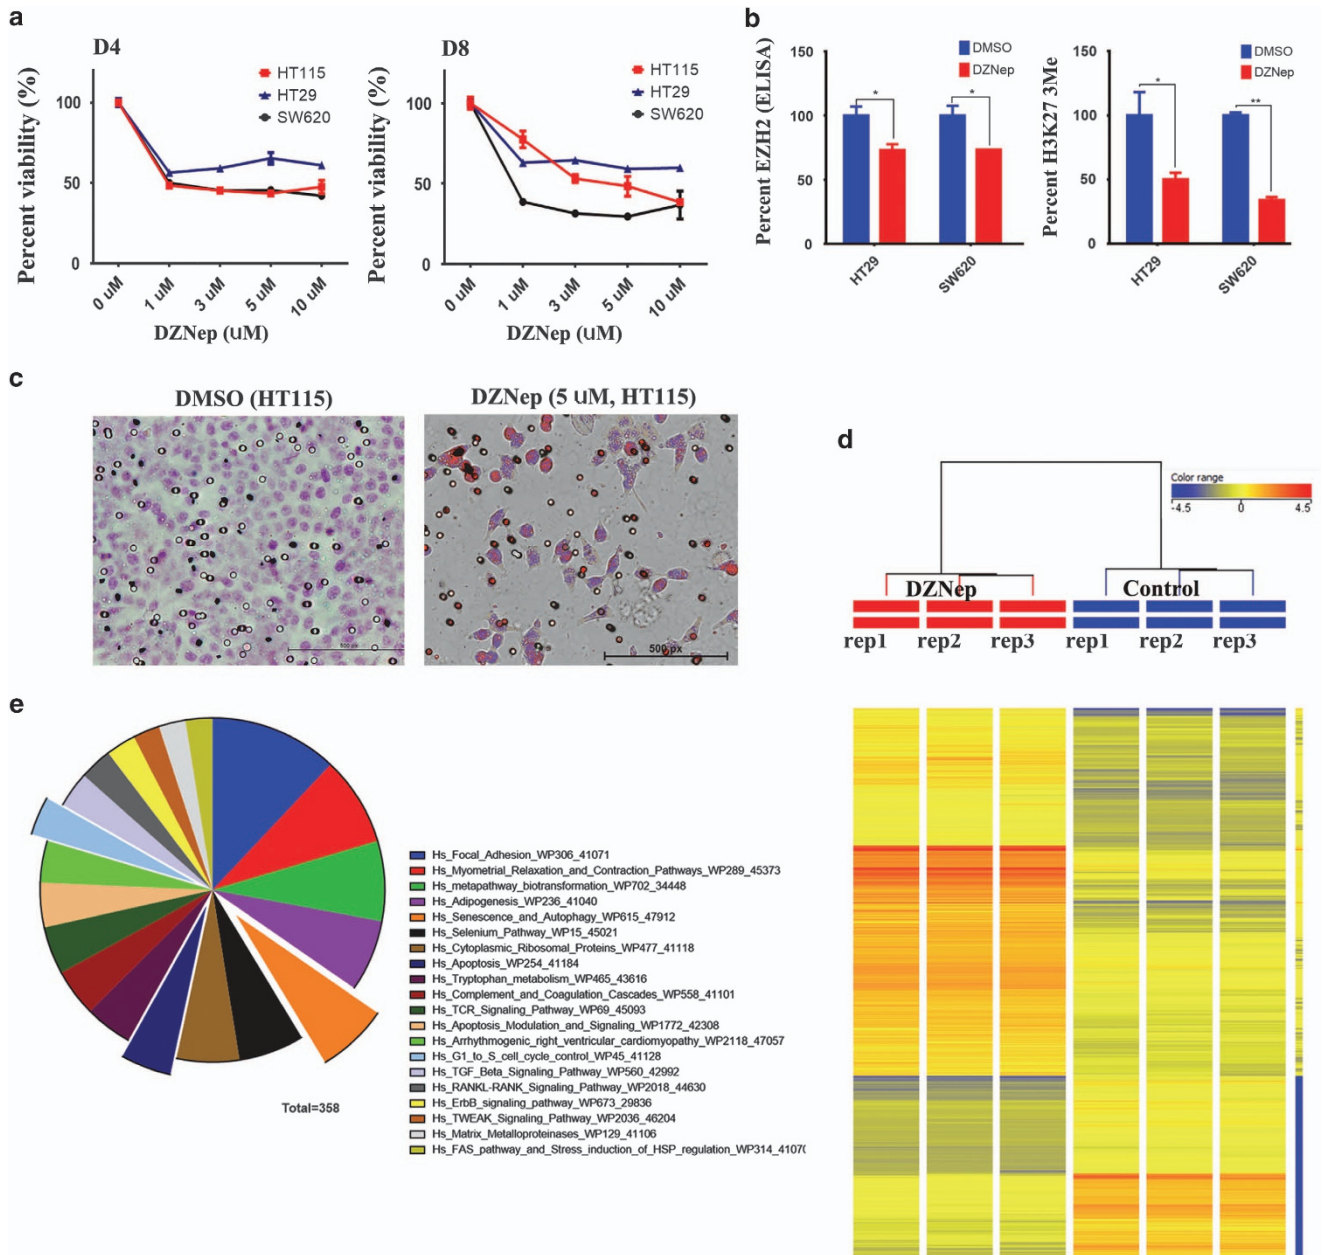 a
D4
Percent viability (%)
100
50
0
HT115
HT29
SW620
0 uM
1 uM
3 uM
5 uM
10 uM
DZNep (uM)
D8
Percent viability (%)
100
50
0
HT115
HT29
SW620
0 uM
1 uM
3 uM
5 uM
10 uM
DZNep (uM)
b
Percent EZH2 (ELISA)
150
100
50
0
DMSO
DZNep
*
*
HT29
SW620
Percent H3K27 3Me
150
100
50
0
DMSO
DZNep
*
**
HT29
SW620
c
DMSO (HT115)
500 px
DZNep (5 uM, HT115)
500 px
d
Color range
-4.5 0 4.5
DZNep Control
rep1 rep2 rep3 rep1 rep2 rep3
e
Total=358
Hs_Focal_Adhesion_WP306_41071
Hs_Myometrial_Relaxation_and_Contraction_Pathways_WP289_45373
Hs_metapathway_biotransformation_WP702_34448
Hs_Adipogenesis_WP236_41040
Hs_Senescence_and_Autophagy_WP615_47912
Hs_Selenium_Pathway_WP15_45021
Hs_Cytoplasmic_Ribosomal_Proteins_WP477_41118
Hs_Apoptosis_WP254_41184
Hs_Tryptophan_metabolism_WP465_43616
Hs_Complement_and_Coagulation_Cascades_WP558_41101
Hs_TCR_Signaling_Pathway_WP69_45093
Hs_Apoptosis_Modulation_and_Signaling_WP1772_42308
Hs_Arrhythmogenic_right_ventricular_cardiomyopathy_WP2118_47057
Hs_G1_to_S_cell_cycle_control_WP45_41128
Hs_TGF_Beta_Signaling_Pathway_WP560_42992
Hs_RANKL-RANK_Signaling_Pathway_WP2018_44630
Hs_ErbB_signaling_pathway_WP673_29836
Hs_TWEAK_Signaling_Pathway_WP2036_46204
Hs_Matrix_Metalloproteinases_WP129_41106
Hs_FAS_pathway_and_Stress_induction_of_HSP_regulation_WP314_4107